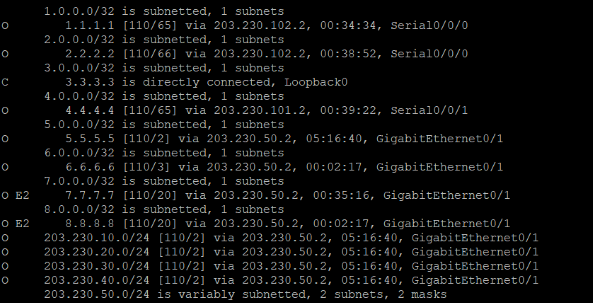 1.0.0.0/32 is subnetted, 1 subnets
O 1.1.1.1 [110/65] via 203.230.102.2, 00:34:34, Serial0/0/0
2.0.0.0/32 is subnetted, 1 subnets
O 2.2.2.2 [110/66] via 203.230.102.2, 00:38:52, Serial0/0/0
3.0.0.0/32 is subnetted, 1 subnets
C 3.3.3.3 is directly connected, Loopback0
4.0.0.0/32 is subnetted, 1 subnets
O 4.4.4.4 [110/65] via 203.230.101.2, 00:39:22, Serial0/0/1
5.0.0.0/32 is subnetted, 1 subnets
O 5.5.5.5 [110/2] via 203.230.50.2, 05:16:40, GigabitEthernet0/1
6.0.0.0/32 is subnetted, 1 subnets
O 6.6.6.6 [110/3] via 203.230.50.2, 00:02:17, GigabitEthernet0/1
7.0.0.0/32 is subnetted, 1 subnets
O E2 7.7.7.7 [110/20] via 203.230.50.2, 00:35:16, GigabitEthernet0/1
8.0.0.0/32 is subnetted, 1 subnets
O E2 8.8.8.8 [110/20] via 203.230.50.2, 00:02:17, GigabitEthernet0/1
O 203.230.10.0/24 [110/2] via 203.230.50.2, 05:16:40, GigabitEthernet0/1
O 203.230.20.0/24 [110/2] via 203.230.50.2, 05:16:40, GigabitEthernet0/1
O 203.230.30.0/24 [110/2] via 203.230.50.2, 05:16:40, GigabitEthernet0/1
O 203.230.40.0/24 [110/2] via 203.230.50.2, 05:16:40, GigabitEthernet0/1
203.230.50.0/24 is variably subnetted, 2 subnets, 2 masks